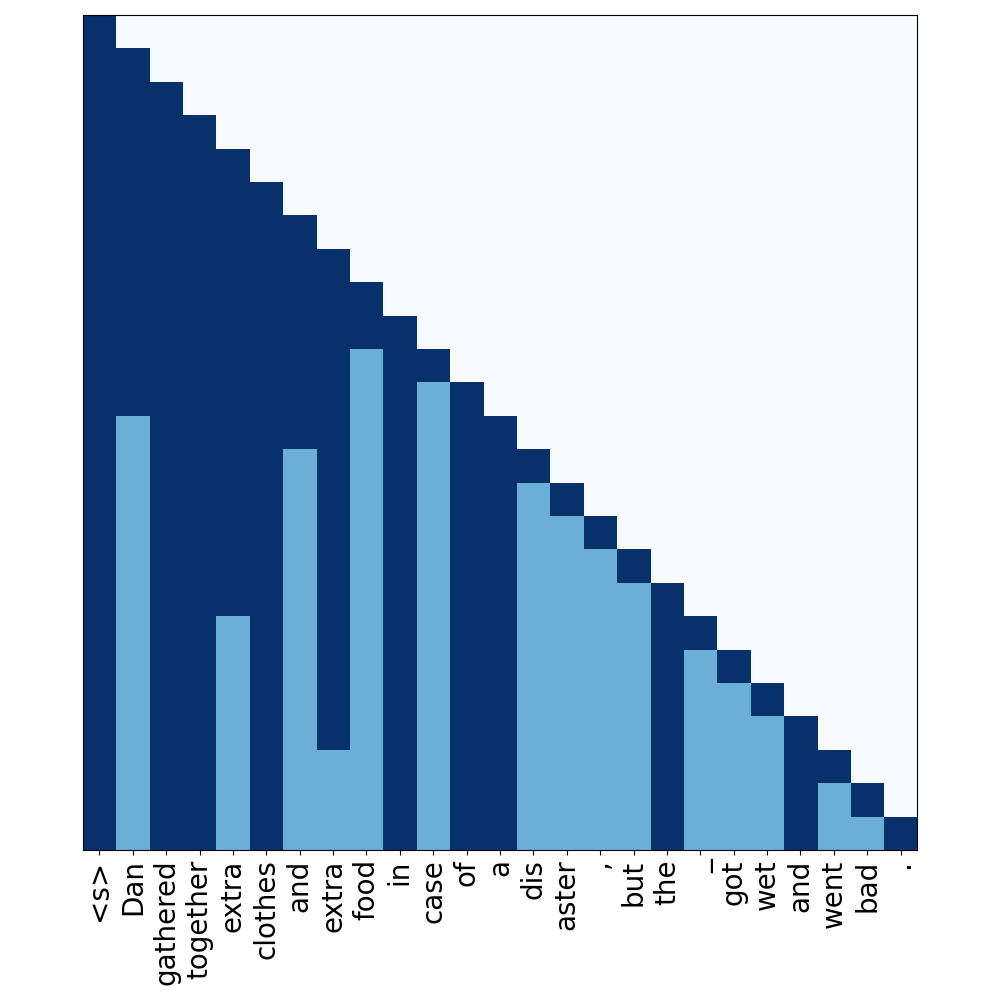 <s> Dan gathered together extra clothes and extra food in case of a dis aster , but the _ got wet and went bad .